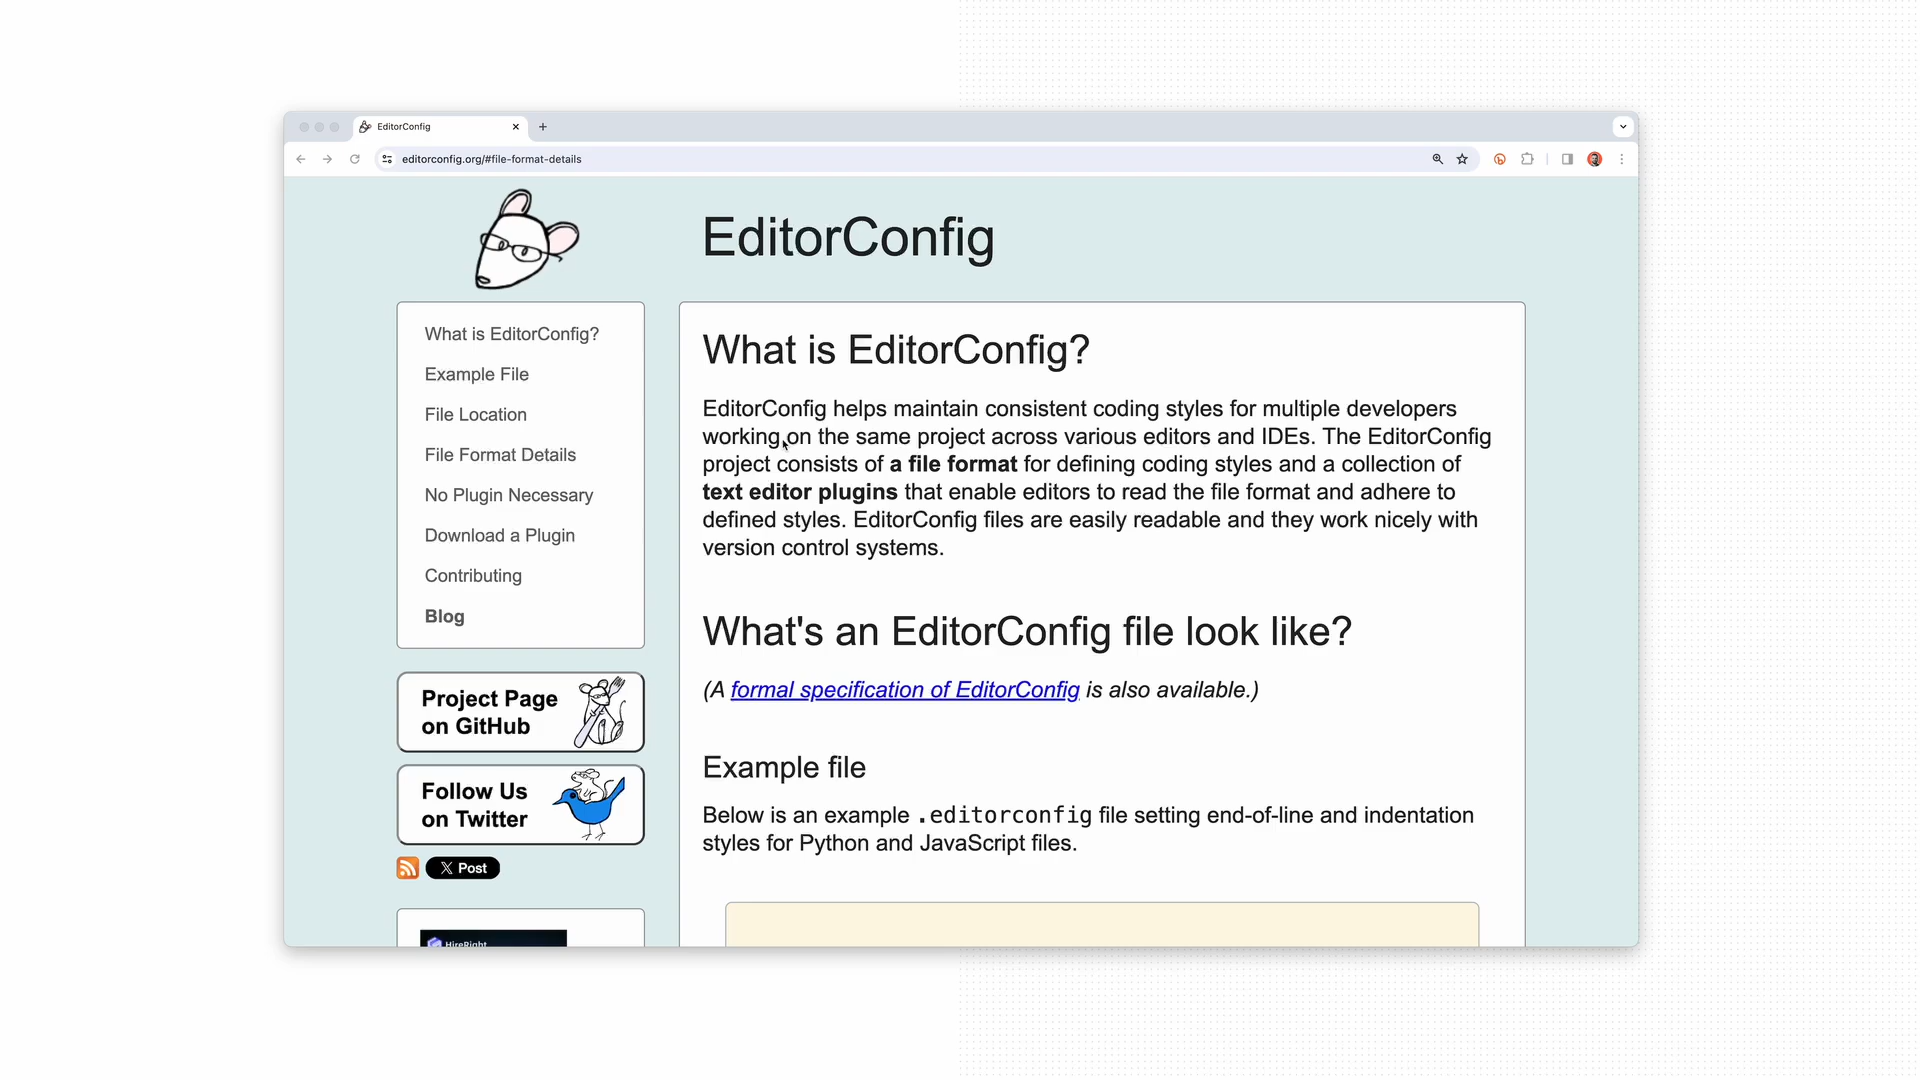 EditorConfig
editorconfig.org/#file-format-details
EditorConfig
What is EditorConfig?
Example File
File Location
File Format Details
No Plugin Necessary
Download a Plugin
Contributing
Blog
Project Page
on GitHub
Follow Us
on Twitter
X Post
HireRight
What is EditorConfig?
EditorConfig helps maintain consistent coding styles for multiple developers
working on the same project across various editors and IDEs. The EditorConfig
project consists of a file format for defining coding styles and a collection of
text editor plugins that enable editors to read the file format and adhere to
defined styles. EditorConfig files are easily readable and they work nicely with
version control systems.
What's an EditorConfig file look like?
(A formal specification of EditorConfig is also available.)
Example file
Below is an example .editorconfig file setting end-of-line and indentation
styles for Python and JavaScript files.